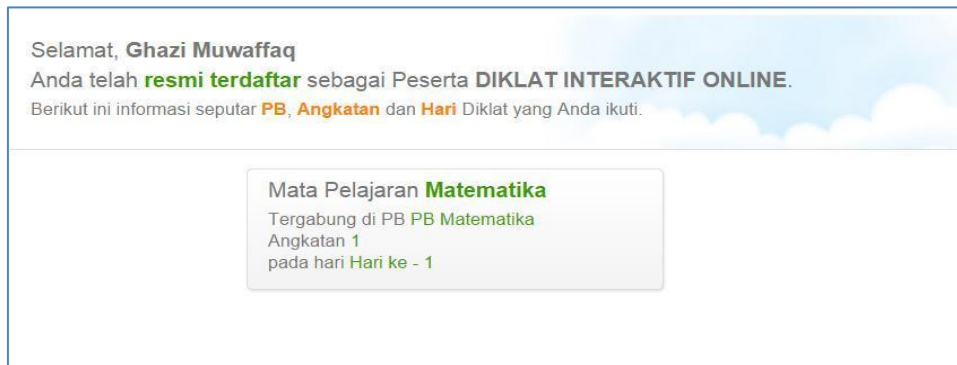 Selamat, Ghazi Muwaffaq
Anda telah resmi terdaftar sebagai Peserta DIKLAT INTERAKTIF ONLINE.
Berikut ini informasi seputar PB, Angkatan dan Hari Diklat yang Anda ikuti.
Mata Pelajaran Matematika
Tergabung di PB PB Matematika
Angkatan 1
pada hari Hari ke - 1